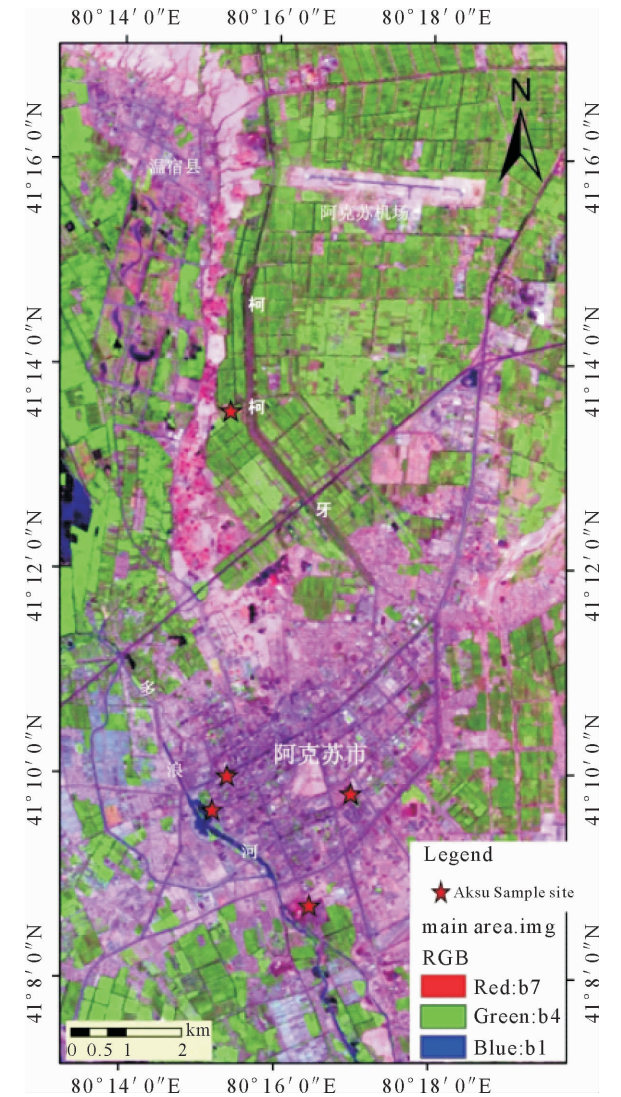 80°14′0″E 80°16′0″E 80°18′0″E
N
41°16′0″N
41°16′0″N
温宿县
阿克苏机场
柯
41°14′0″N
41°14′0″N
柯
牙
41°12′0″N
41°12′0″N
多
浪
阿克苏市
41°10′0″N
41°10′0″N
河
Legend
Aksu Sample site
main area.img
RGB
Red:b7
Green:b4
Blue:b1
41°8′0″N
41°8′0″N
km
0 0.5 1 2
80°14′0″E 80°16′0″E 80°18′0″E